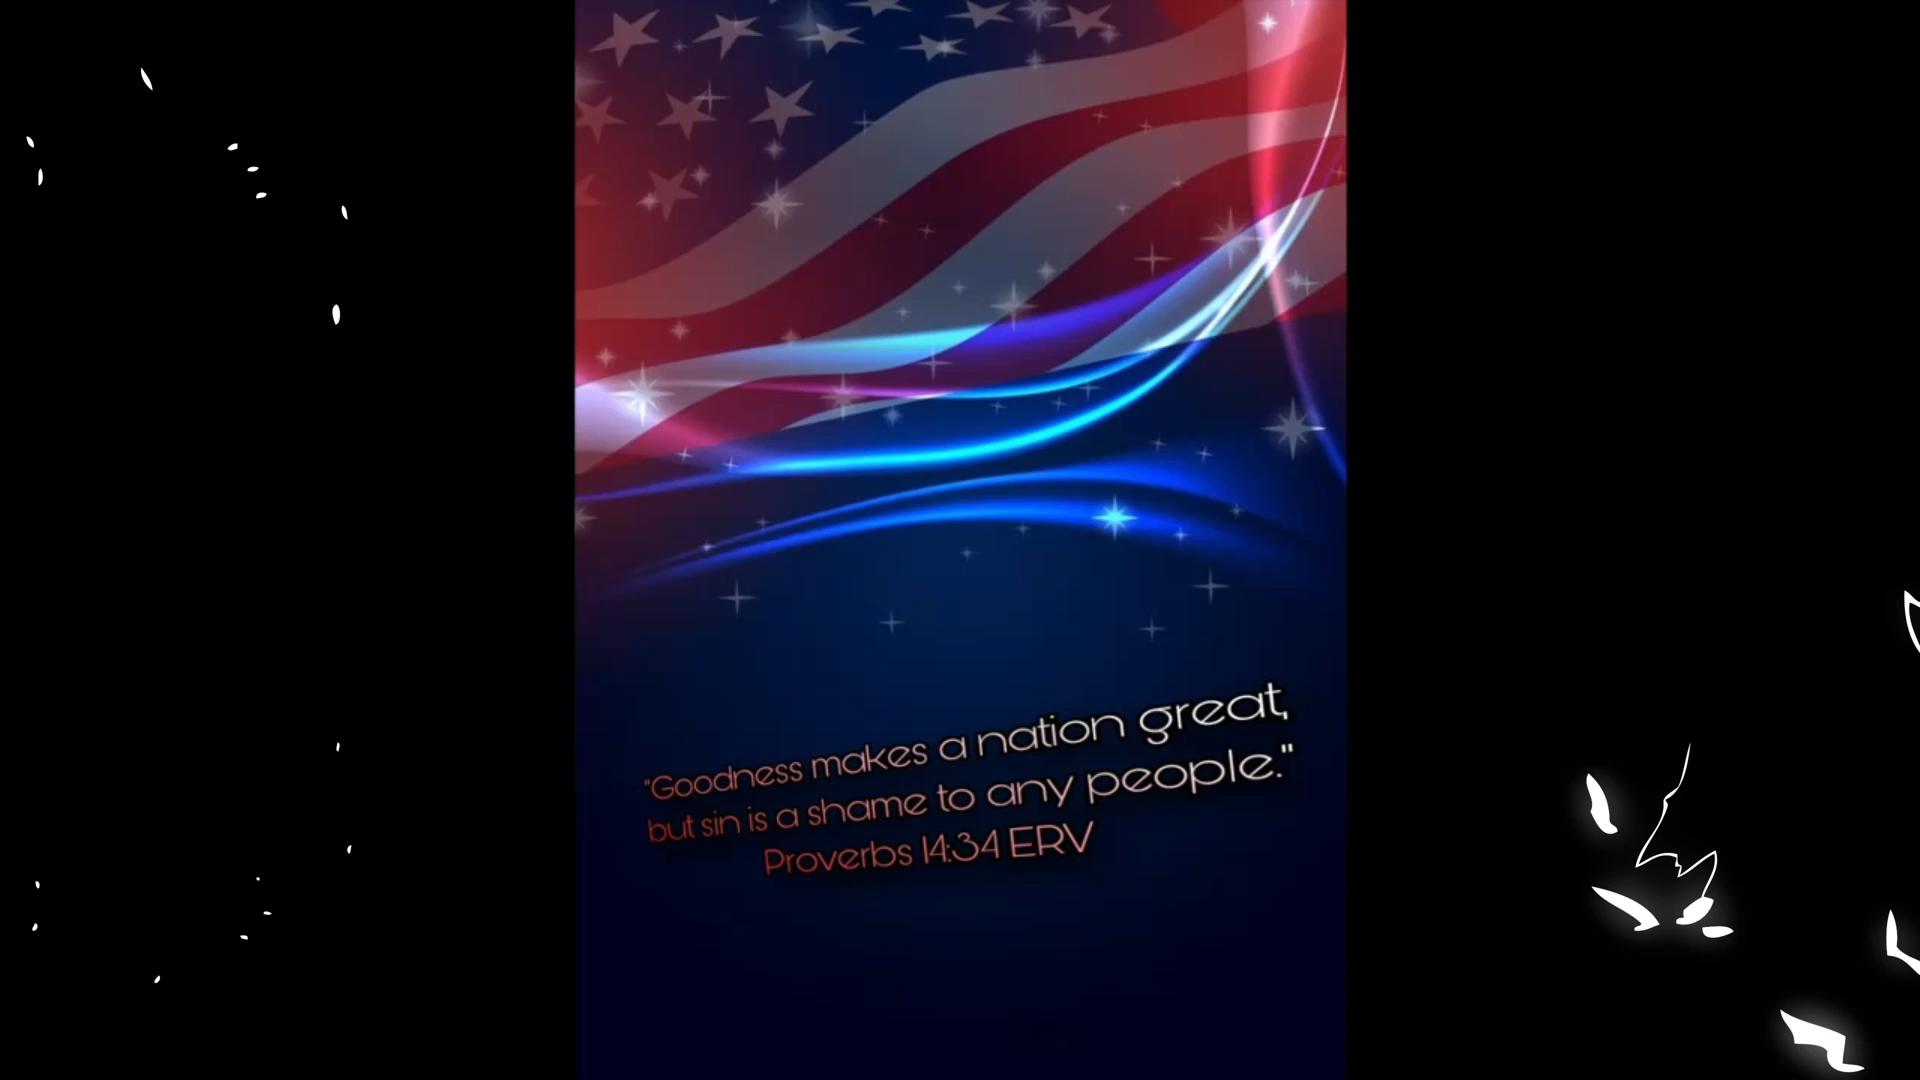 "Goodness makes a nation great,
but sin is a shame to any people."
Proverbs 14:34 ERV